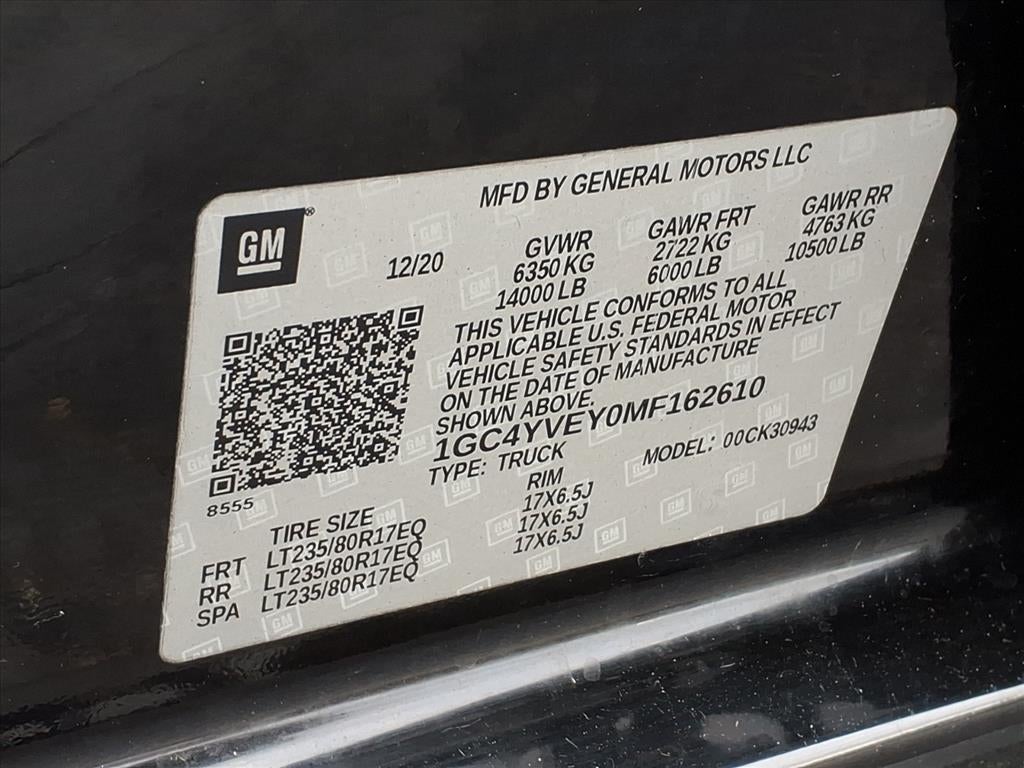 MFD BY GENERAL MOTORS LLC
GM®
12/20
GVWR
6350 KG
14000 LB
GAWR FRT
2722 KG
6000 LB
GAWR RR
4763 KG
10500 LB
THIS VEHICLE CONFORMS TO ALL
APPLICABLE U.S. FEDERAL MOTOR
VEHICLE SAFETY STANDARDS IN EFFECT
ON THE DATE OF MANUFACTURE
SHOWN ABOVE.
1GC4YVEY0MF162610
TYPE: TRUCK
MODEL: 00CK30943
8555
TIRE SIZE RIM
FRT LT235/80R17EQ 17X6.5J
RR LT235/80R17EQ 17X6.5J
SPA LT235/80R17EQ 17X6.5J